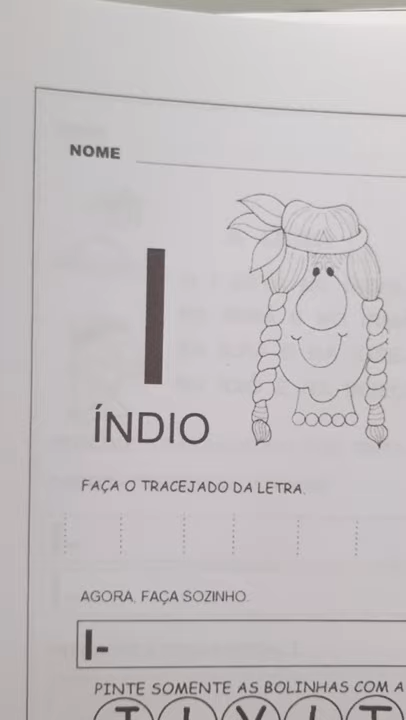 NOME
I
ÍNDIO
FAÇA O TRACEJADO DA LETRA.
AGORA, FAÇA SOZINHO.
I-
PINTE SOMENTE AS BOLINHAS COM A